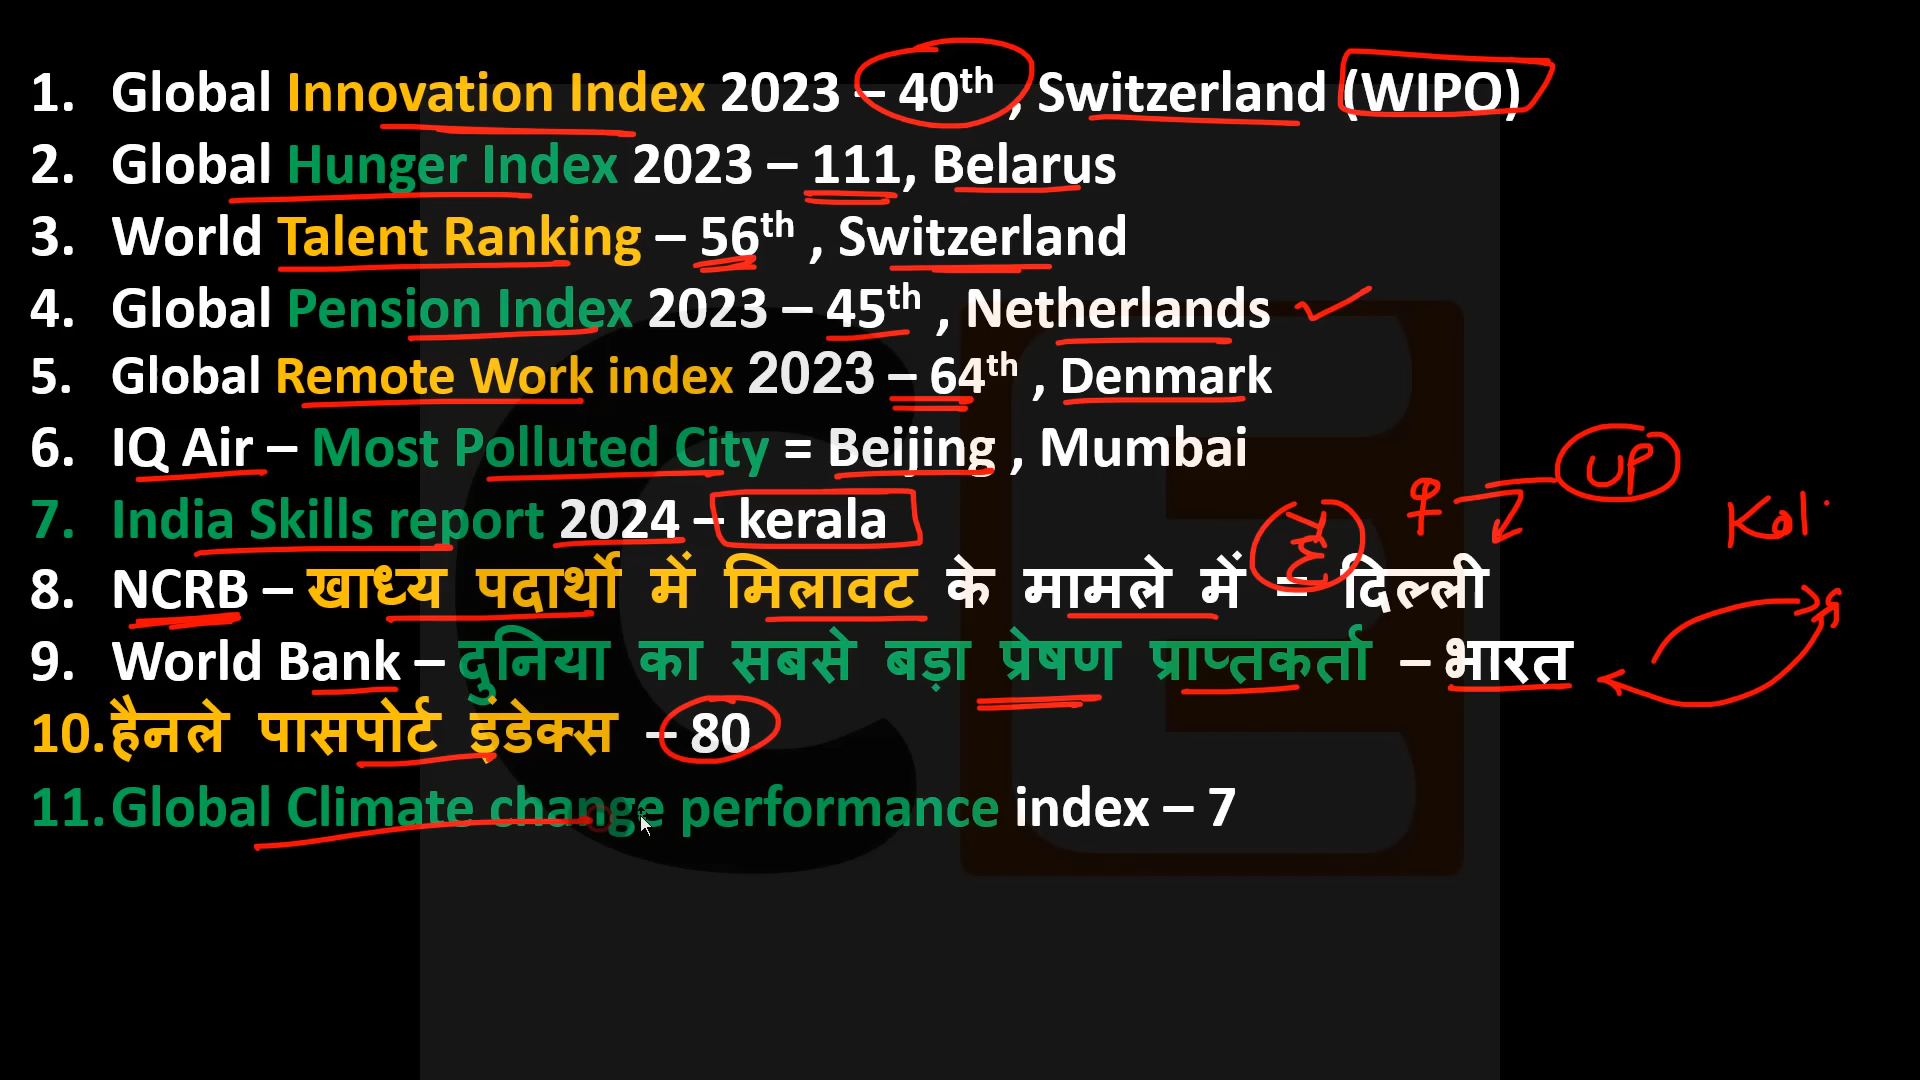 1. Global Innovation Index 2023 – 40th , Switzerland (WIPO)
2. Global Hunger Index 2023 – 111, Belarus
3. World Talent Ranking – 56th , Switzerland
4. Global Pension Index 2023 – 45th , Netherlands
5. Global Remote Work index 2023 – 64th , Denmark
6. IQ Air – Most Polluted City = Beijing , Mumbai
UP
7. India Skills report 2024 – kerala
Kol
8. NCRB – खाध्य पदार्थो में मिलावट के मामले में = दिल्ली
9. World Bank – दुनिया का सबसे बड़ा प्रेषण प्राप्तकर्ता – भारत
10. हैनले पासपोर्ट इंडेक्स – 80
11. Global Climate change performance index – 7